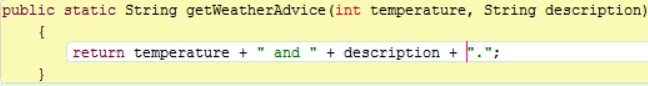 public static String getWeatherAdvice(int temperature, String description)
{
return temperature + " and " + description + ".";
}